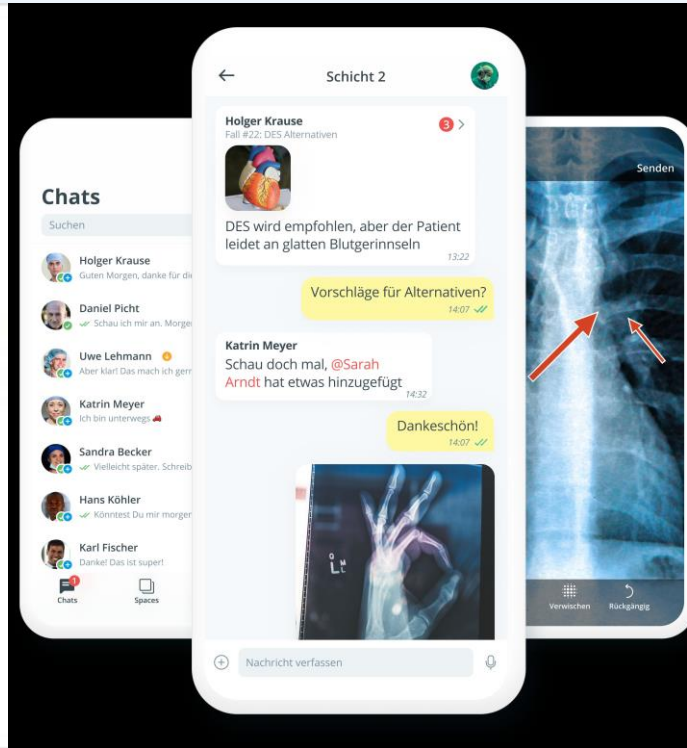 Chats
Suchen
Holger Krause
Guten Morgen, danke für die
Daniel Picht
Schau ich mir an. Morge
Uwe Lehmann
Aber klar! Das mach ich gern
Katrin Meyer
Ich bin unterwegs 🚗
Sandra Becker
Vielleicht später. Schreib
Hans Köhler
Könntest Du mir morgen
Karl Fischer
Danke! Das ist super!
1
Chats
Spaces
Schicht 2
Holger Krause
Fall #22: DES Alternativen
3
DES wird empfohlen, aber der Patient
leidet an glatten Blutgerinnseln
13:22
Vorschläge für Alternativen?
14:07
Katrin Meyer
Schau doch mal, @Sarah
Arndt hat etwas hinzugefügt
14:32
Dankeschön!
14:07
Nachricht verfassen
Senden
Verwischen
Rückgängig